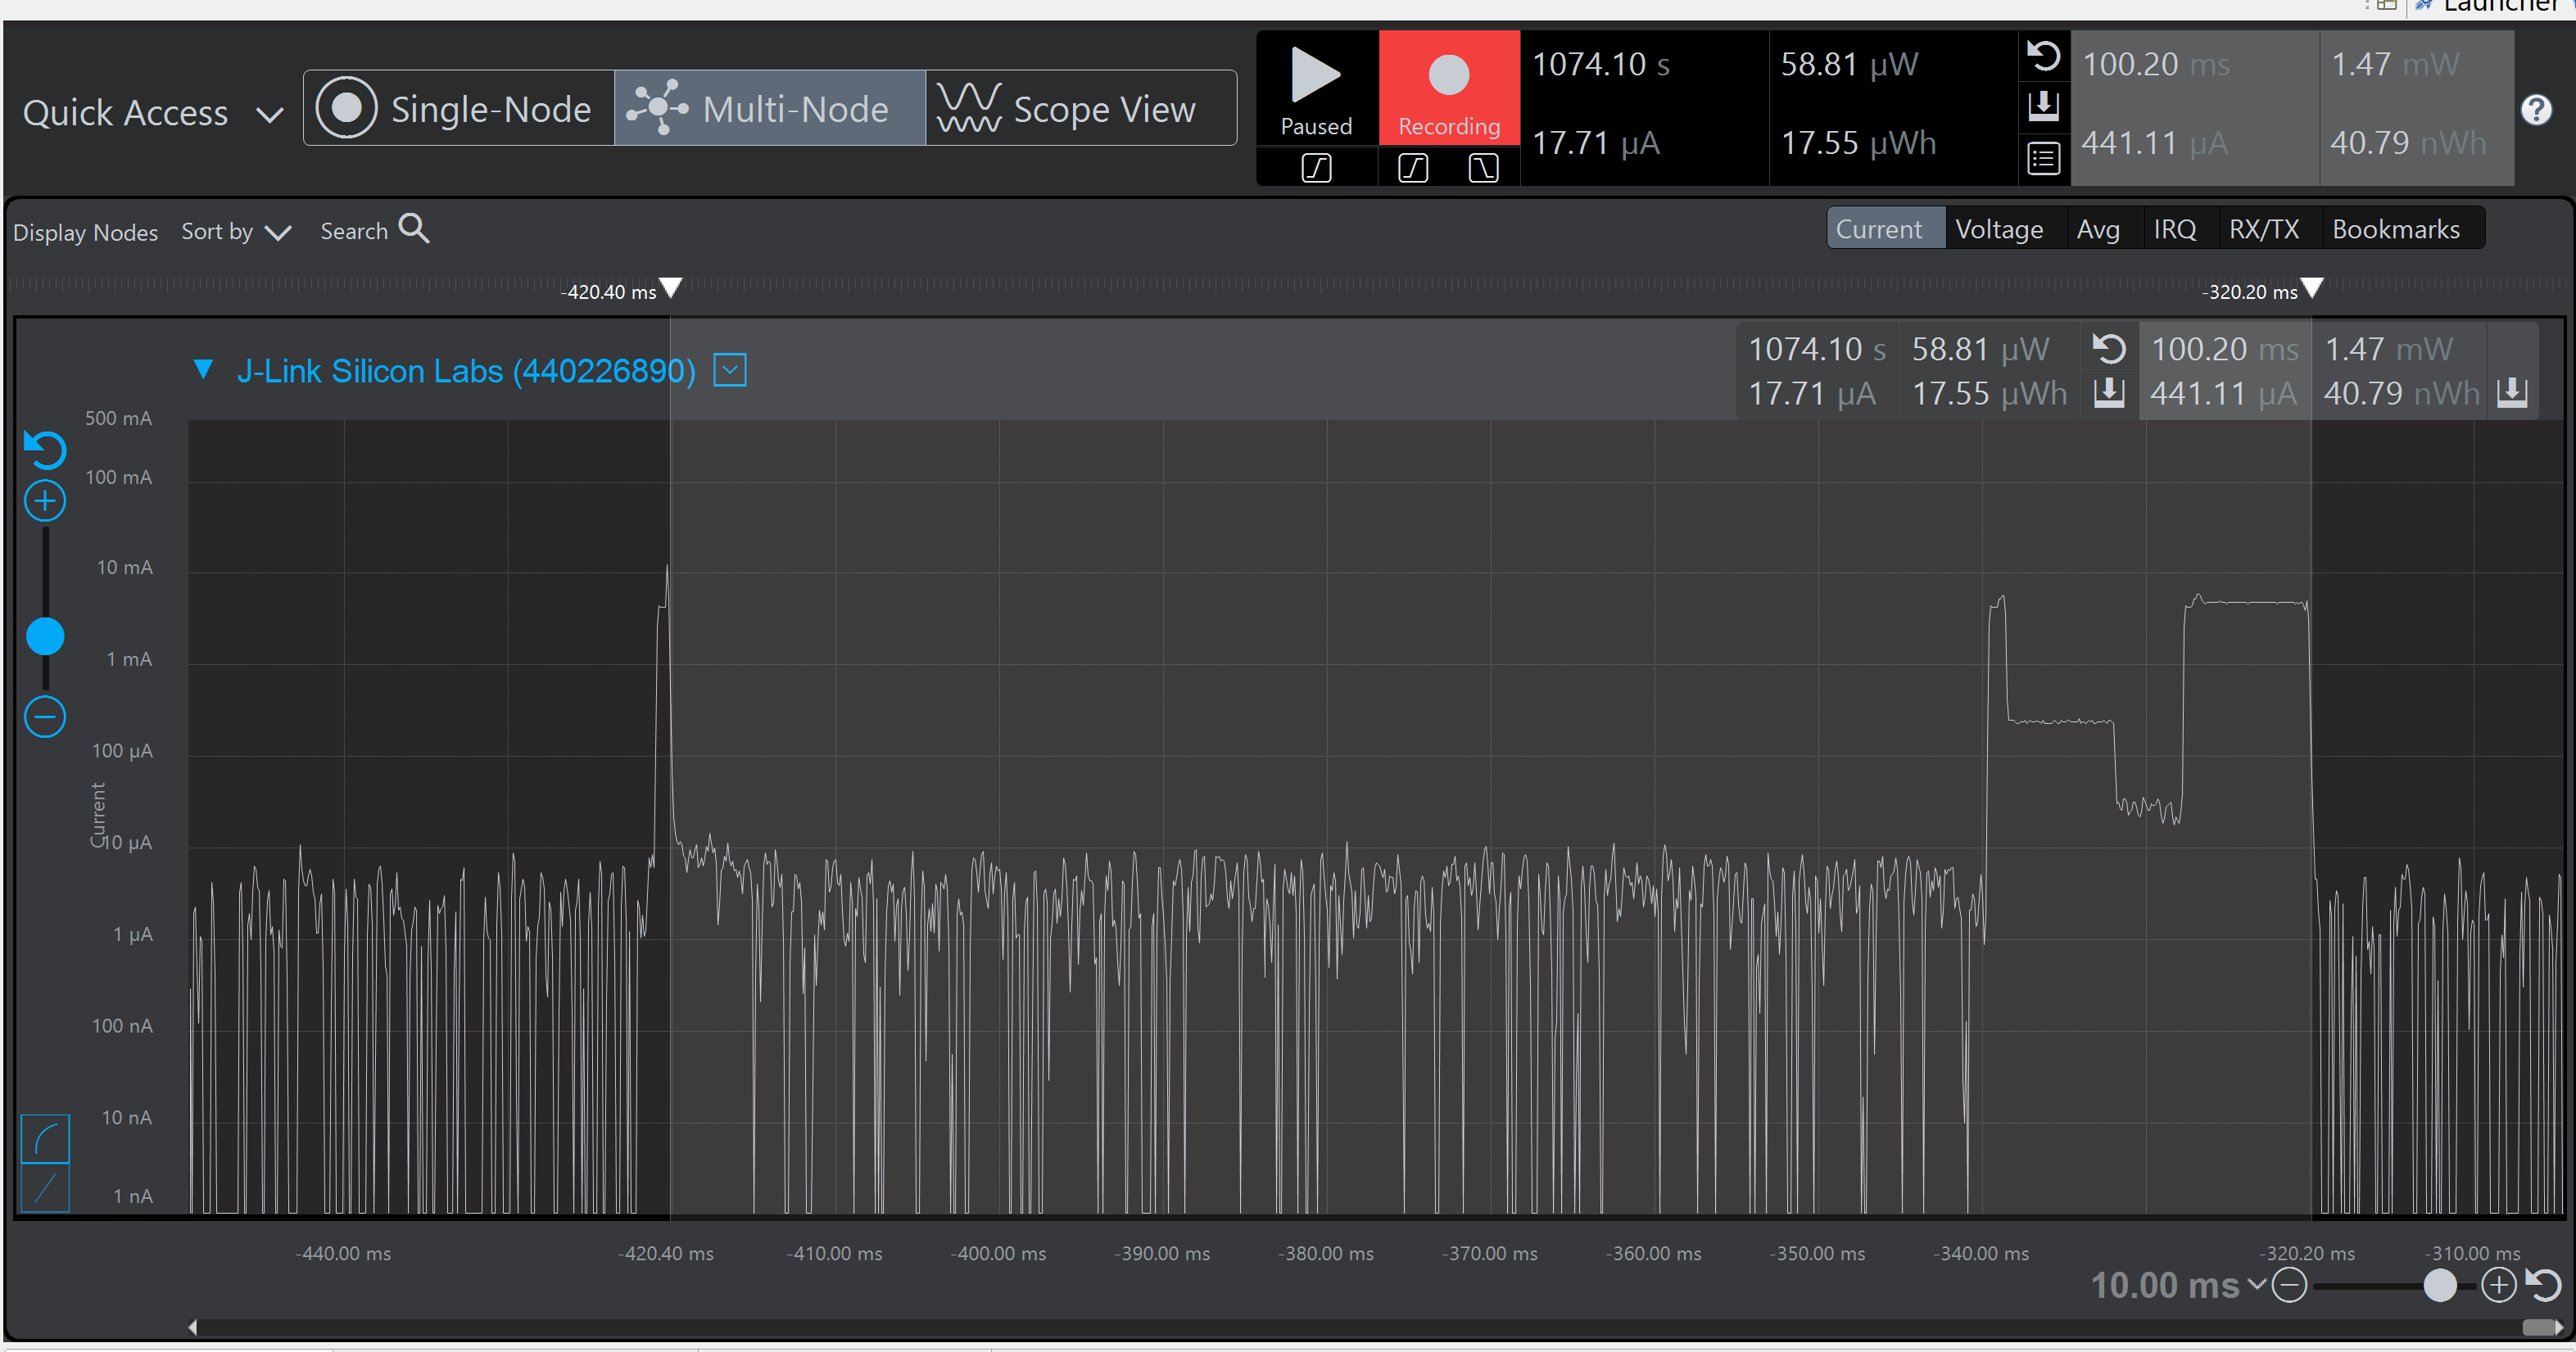 Launcher
Quick Access
Single-Node
Multi-Node
Scope View
Paused
Recording
1074.10 s
58.81 µW
17.71 µA
17.55 µWh
100.20 ms
1.47 mW
441.11 µA
40.79 nWh
?
Display Nodes
Sort by
Search
Current
Voltage
Avg
IRQ
RX/TX
Bookmarks
-420.40 ms
-320.20 ms
J-Link Silicon Labs (440226890)
1074.10 s
58.81 µW
100.20 ms
1.47 mW
17.71 µA
17.55 µWh
441.11 µA
40.79 nWh
500 mA
100 mA
10 mA
1 mA
100 µA
10 µA
1 µA
100 nA
10 nA
1 nA
Current
-440.00 ms
-420.40 ms
-410.00 ms
-400.00 ms
-390.00 ms
-380.00 ms
-370.00 ms
-360.00 ms
-350.00 ms
-340.00 ms
-320.20 ms
-310.00 ms
10.00 ms